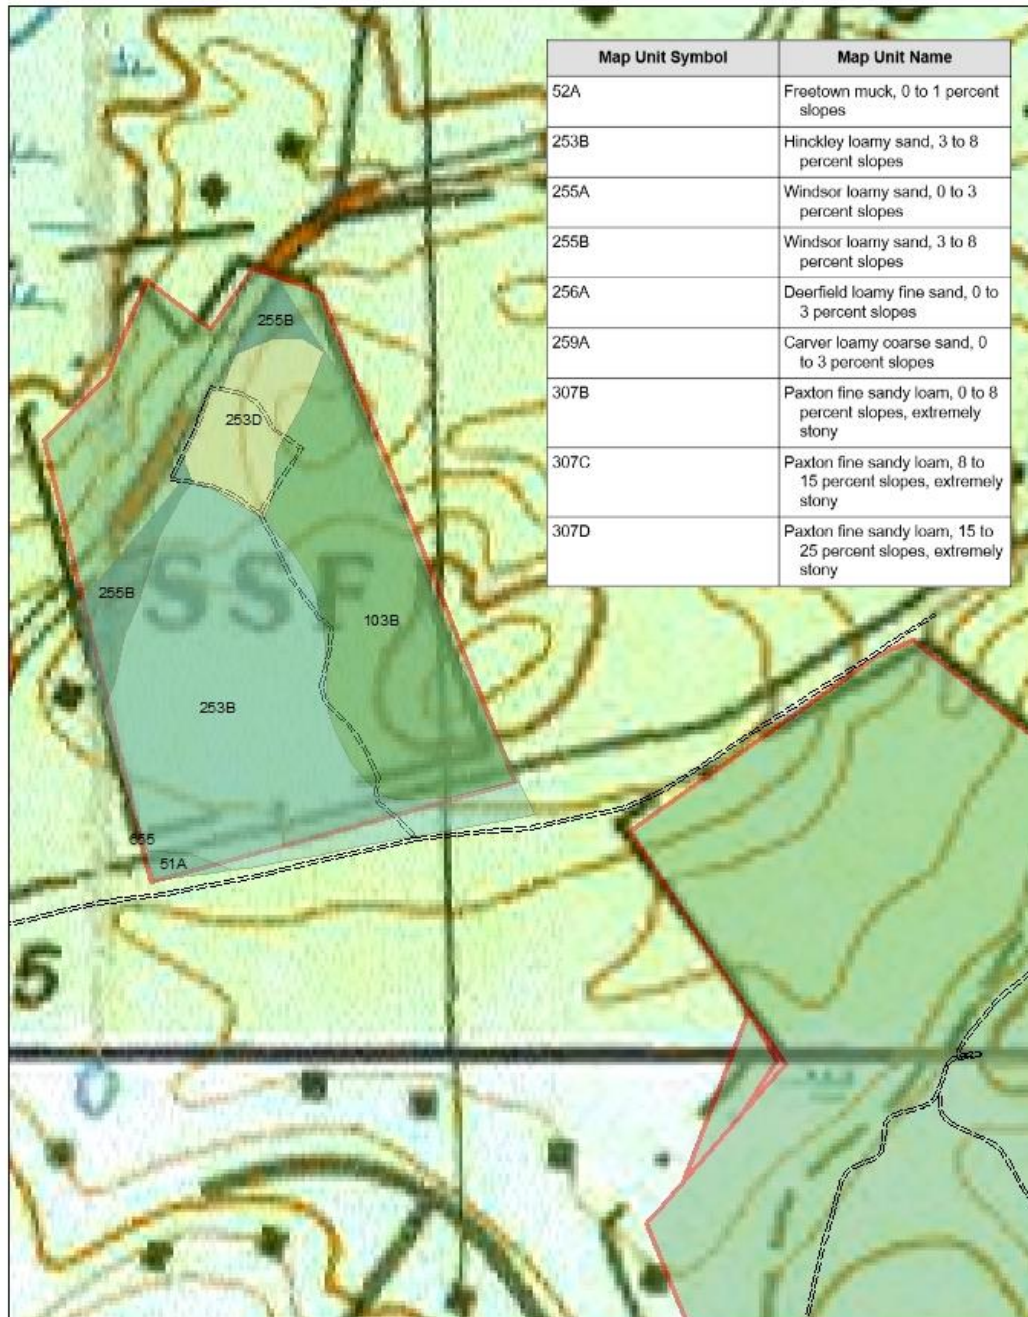 Map Unit Symbol Map Unit Name
52A Freetown muck, 0 to 1 percent
slopes
253B Hinckley loamy sand, 3 to 8
percent slopes
255A Windsor loamy sand, 0 to 3
percent slopes
255B Windsor loamy sand, 3 to 8
percent slopes
256A Deerfield loamy fine sand, 0 to
3 percent slopes
259A Carver loamy coarse sand, 0
to 3 percent slopes
307B Paxton fine sandy loam, 0 to 8
percent slopes, extremely
stony
307C Paxton fine sandy loam, 8 to
15 percent slopes, extremely
stony
307D Paxton fine sandy loam, 15 to
25 percent slopes, extremely
stony
255B
253D
SSF
255B
103B
253B
655
51A
5